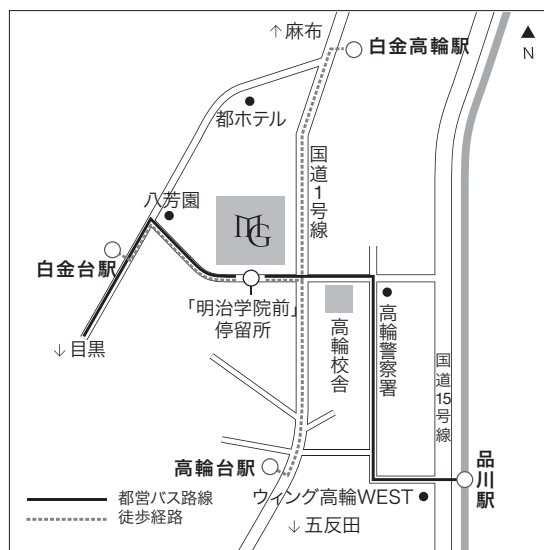 ↑麻布
白金高輪駅
N
都ホテル
国道1号線
八芳園
MG
白金台駅
「明治学院前」
停留所
高輪校舎
高輪警察署
↓目黒
国道15号線
品川駅
高輪台駅
ウィング高輪WEST
都営バス路線
徒歩経路
↓五反田